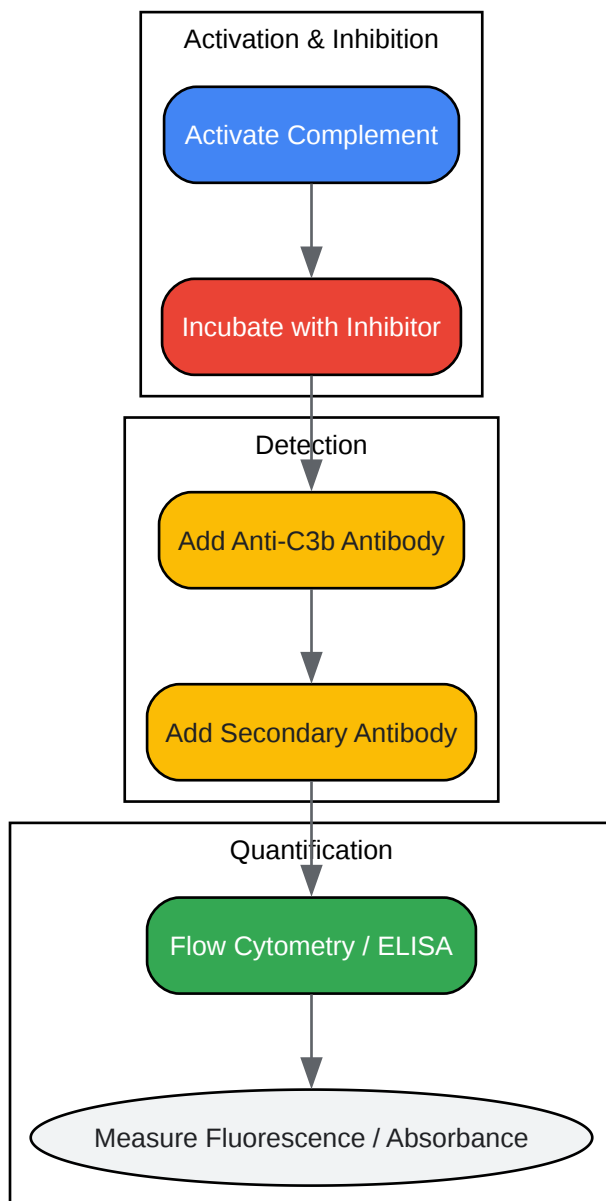 Activation & Inhibition
Activate Complement
Incubate with Inhibitor
Detection
Add Anti-C3b Antibody
Add Secondary Antibody
Quantification
Flow Cytometry / ELISA
Measure Fluorescence / Absorbance